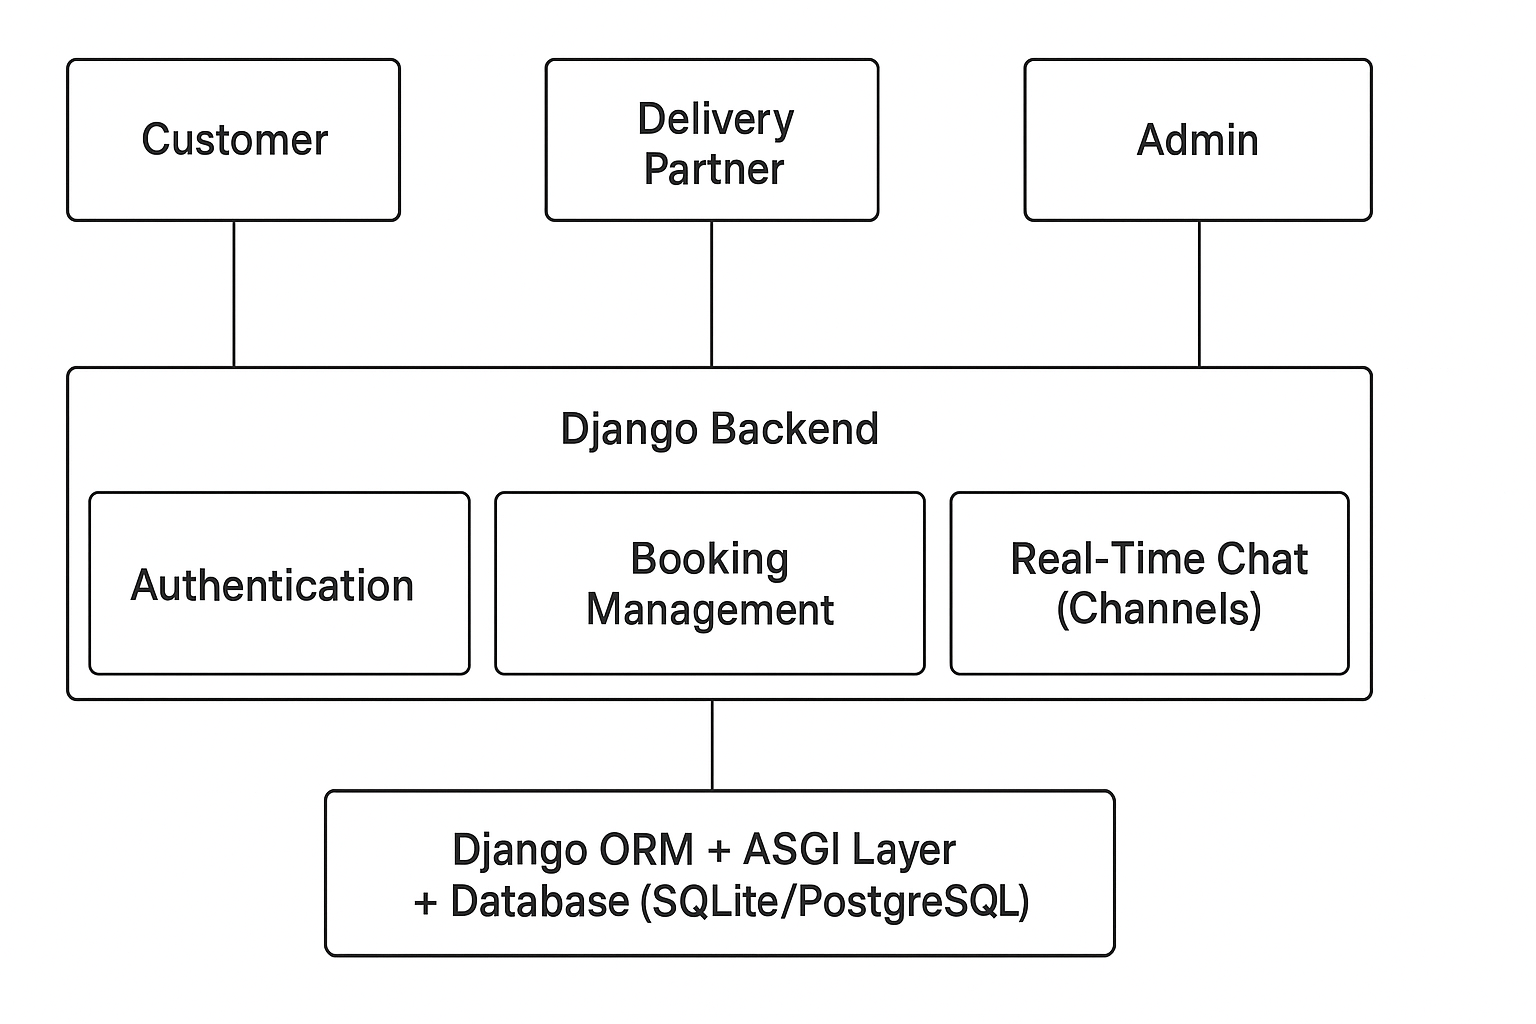 Customer
Delivery
Partner
Admin
Django Backend
Authentication
Booking
Management
Real-Time Chat
(Channels)
Django ORM + ASGI Layer
+ Database (SQLite/PostgreSQL)